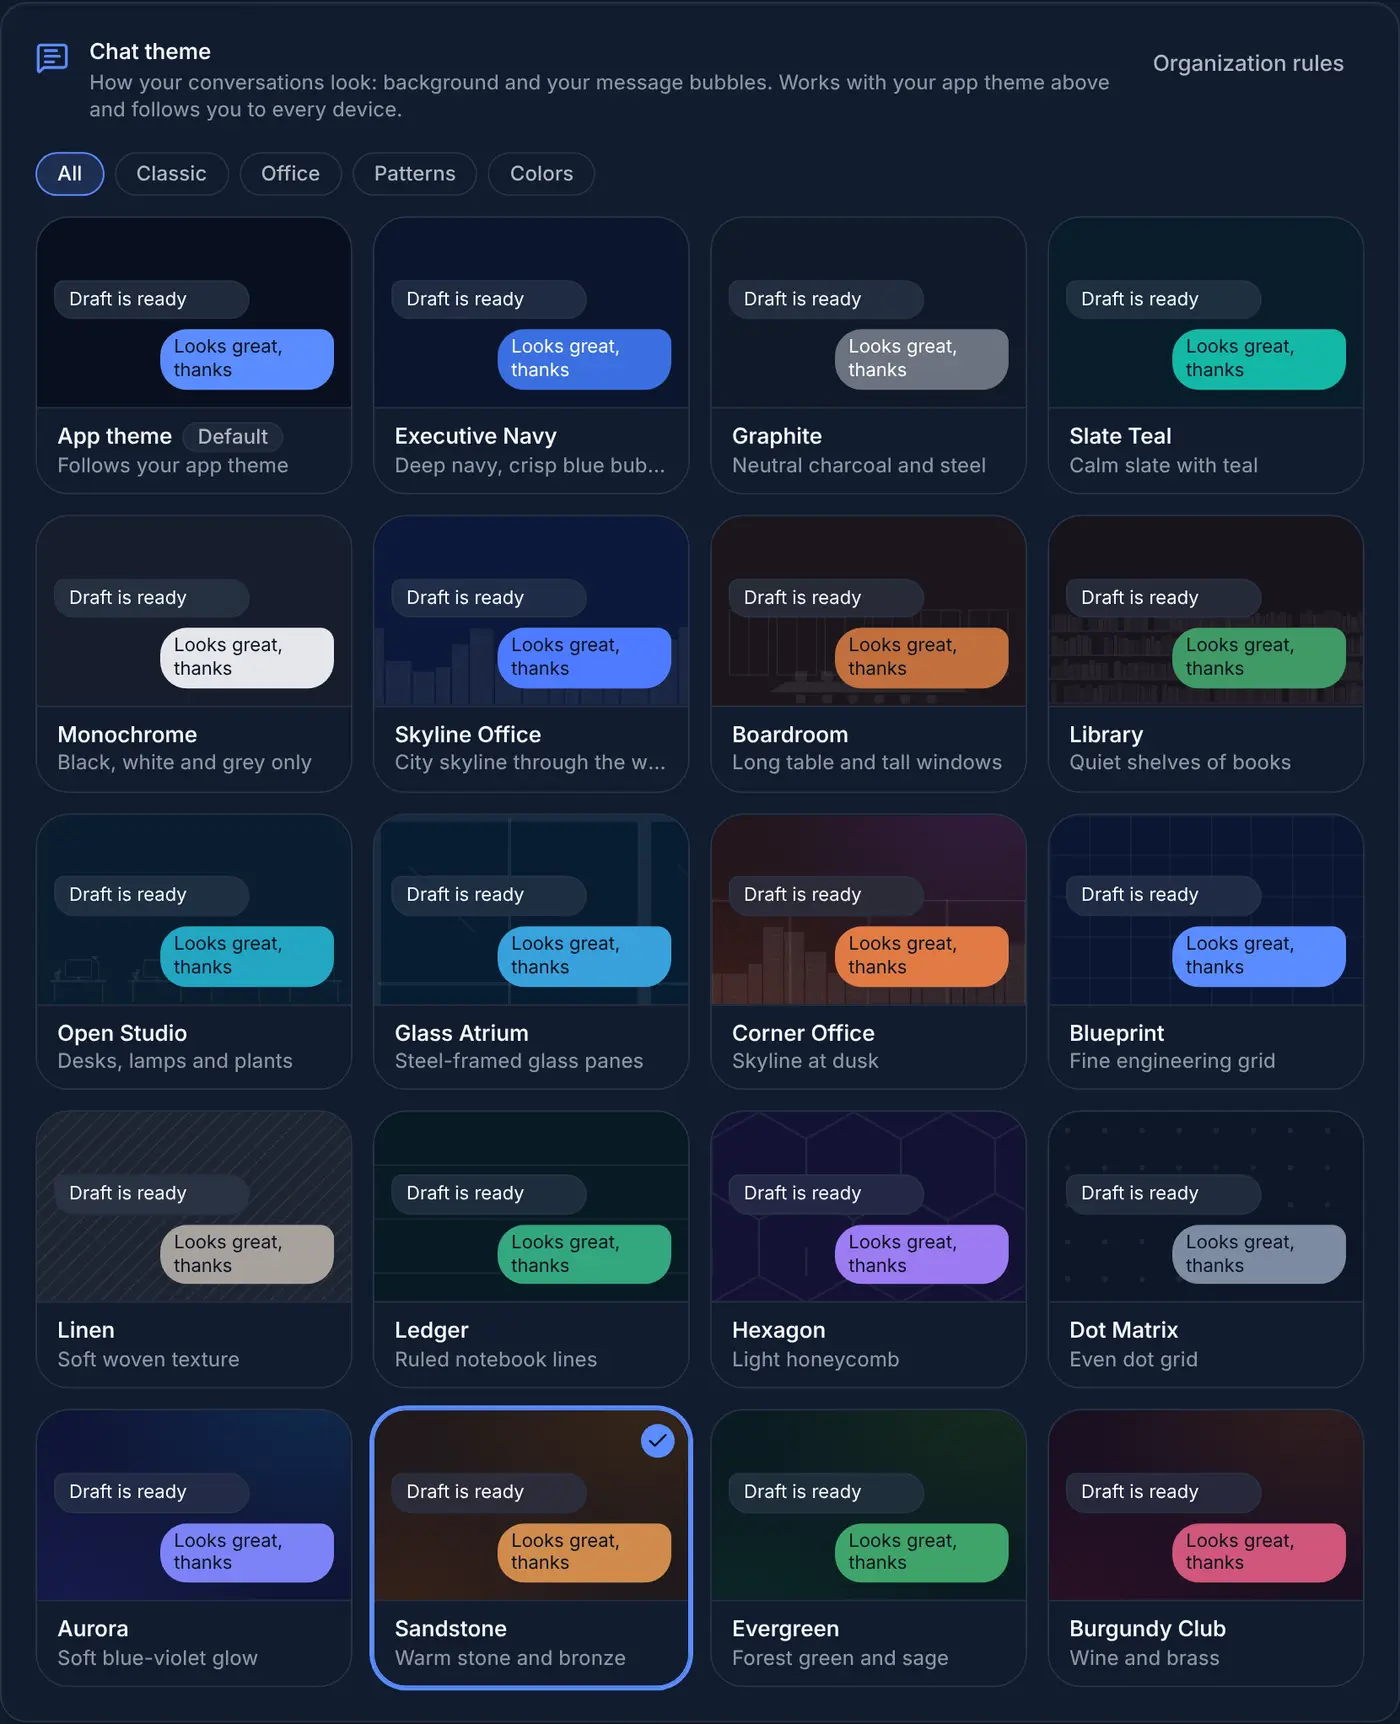 Chat theme
How your conversations look: background and your message bubbles. Works with your app theme above
and follows you to every device.
Organization rules
All
Classic
Office
Patterns
Colors
Draft is ready
Looks great,
thanks
App theme
Default
Follows your app theme
Draft is ready
Looks great,
thanks
Executive Navy
Deep navy, crisp blue bub...
Draft is ready
Looks great,
thanks
Graphite
Neutral charcoal and steel
Draft is ready
Looks great,
thanks
Slate Teal
Calm slate with teal
Draft is ready
Looks great,
thanks
Monochrome
Black, white and grey only
Draft is ready
Looks great,
thanks
Skyline Office
City skyline through the w...
Draft is ready
Looks great,
thanks
Boardroom
Long table and tall windows
Draft is ready
Looks great,
thanks
Library
Quiet shelves of books
Draft is ready
Looks great,
thanks
Open Studio
Desks, lamps and plants
Draft is ready
Looks great,
thanks
Glass Atrium
Steel-framed glass panes
Draft is ready
Looks great,
thanks
Corner Office
Skyline at dusk
Draft is ready
Looks great,
thanks
Blueprint
Fine engineering grid
Draft is ready
Looks great,
thanks
Linen
Soft woven texture
Draft is ready
Looks great,
thanks
Ledger
Ruled notebook lines
Draft is ready
Looks great,
thanks
Hexagon
Light honeycomb
Draft is ready
Looks great,
thanks
Dot Matrix
Even dot grid
Draft is ready
Looks great,
thanks
Aurora
Soft blue-violet glow
Draft is ready
Looks great,
thanks
Sandstone
Warm stone and bronze
Draft is ready
Looks great,
thanks
Evergreen
Forest green and sage
Draft is ready
Looks great,
thanks
Burgundy Club
Wine and brass